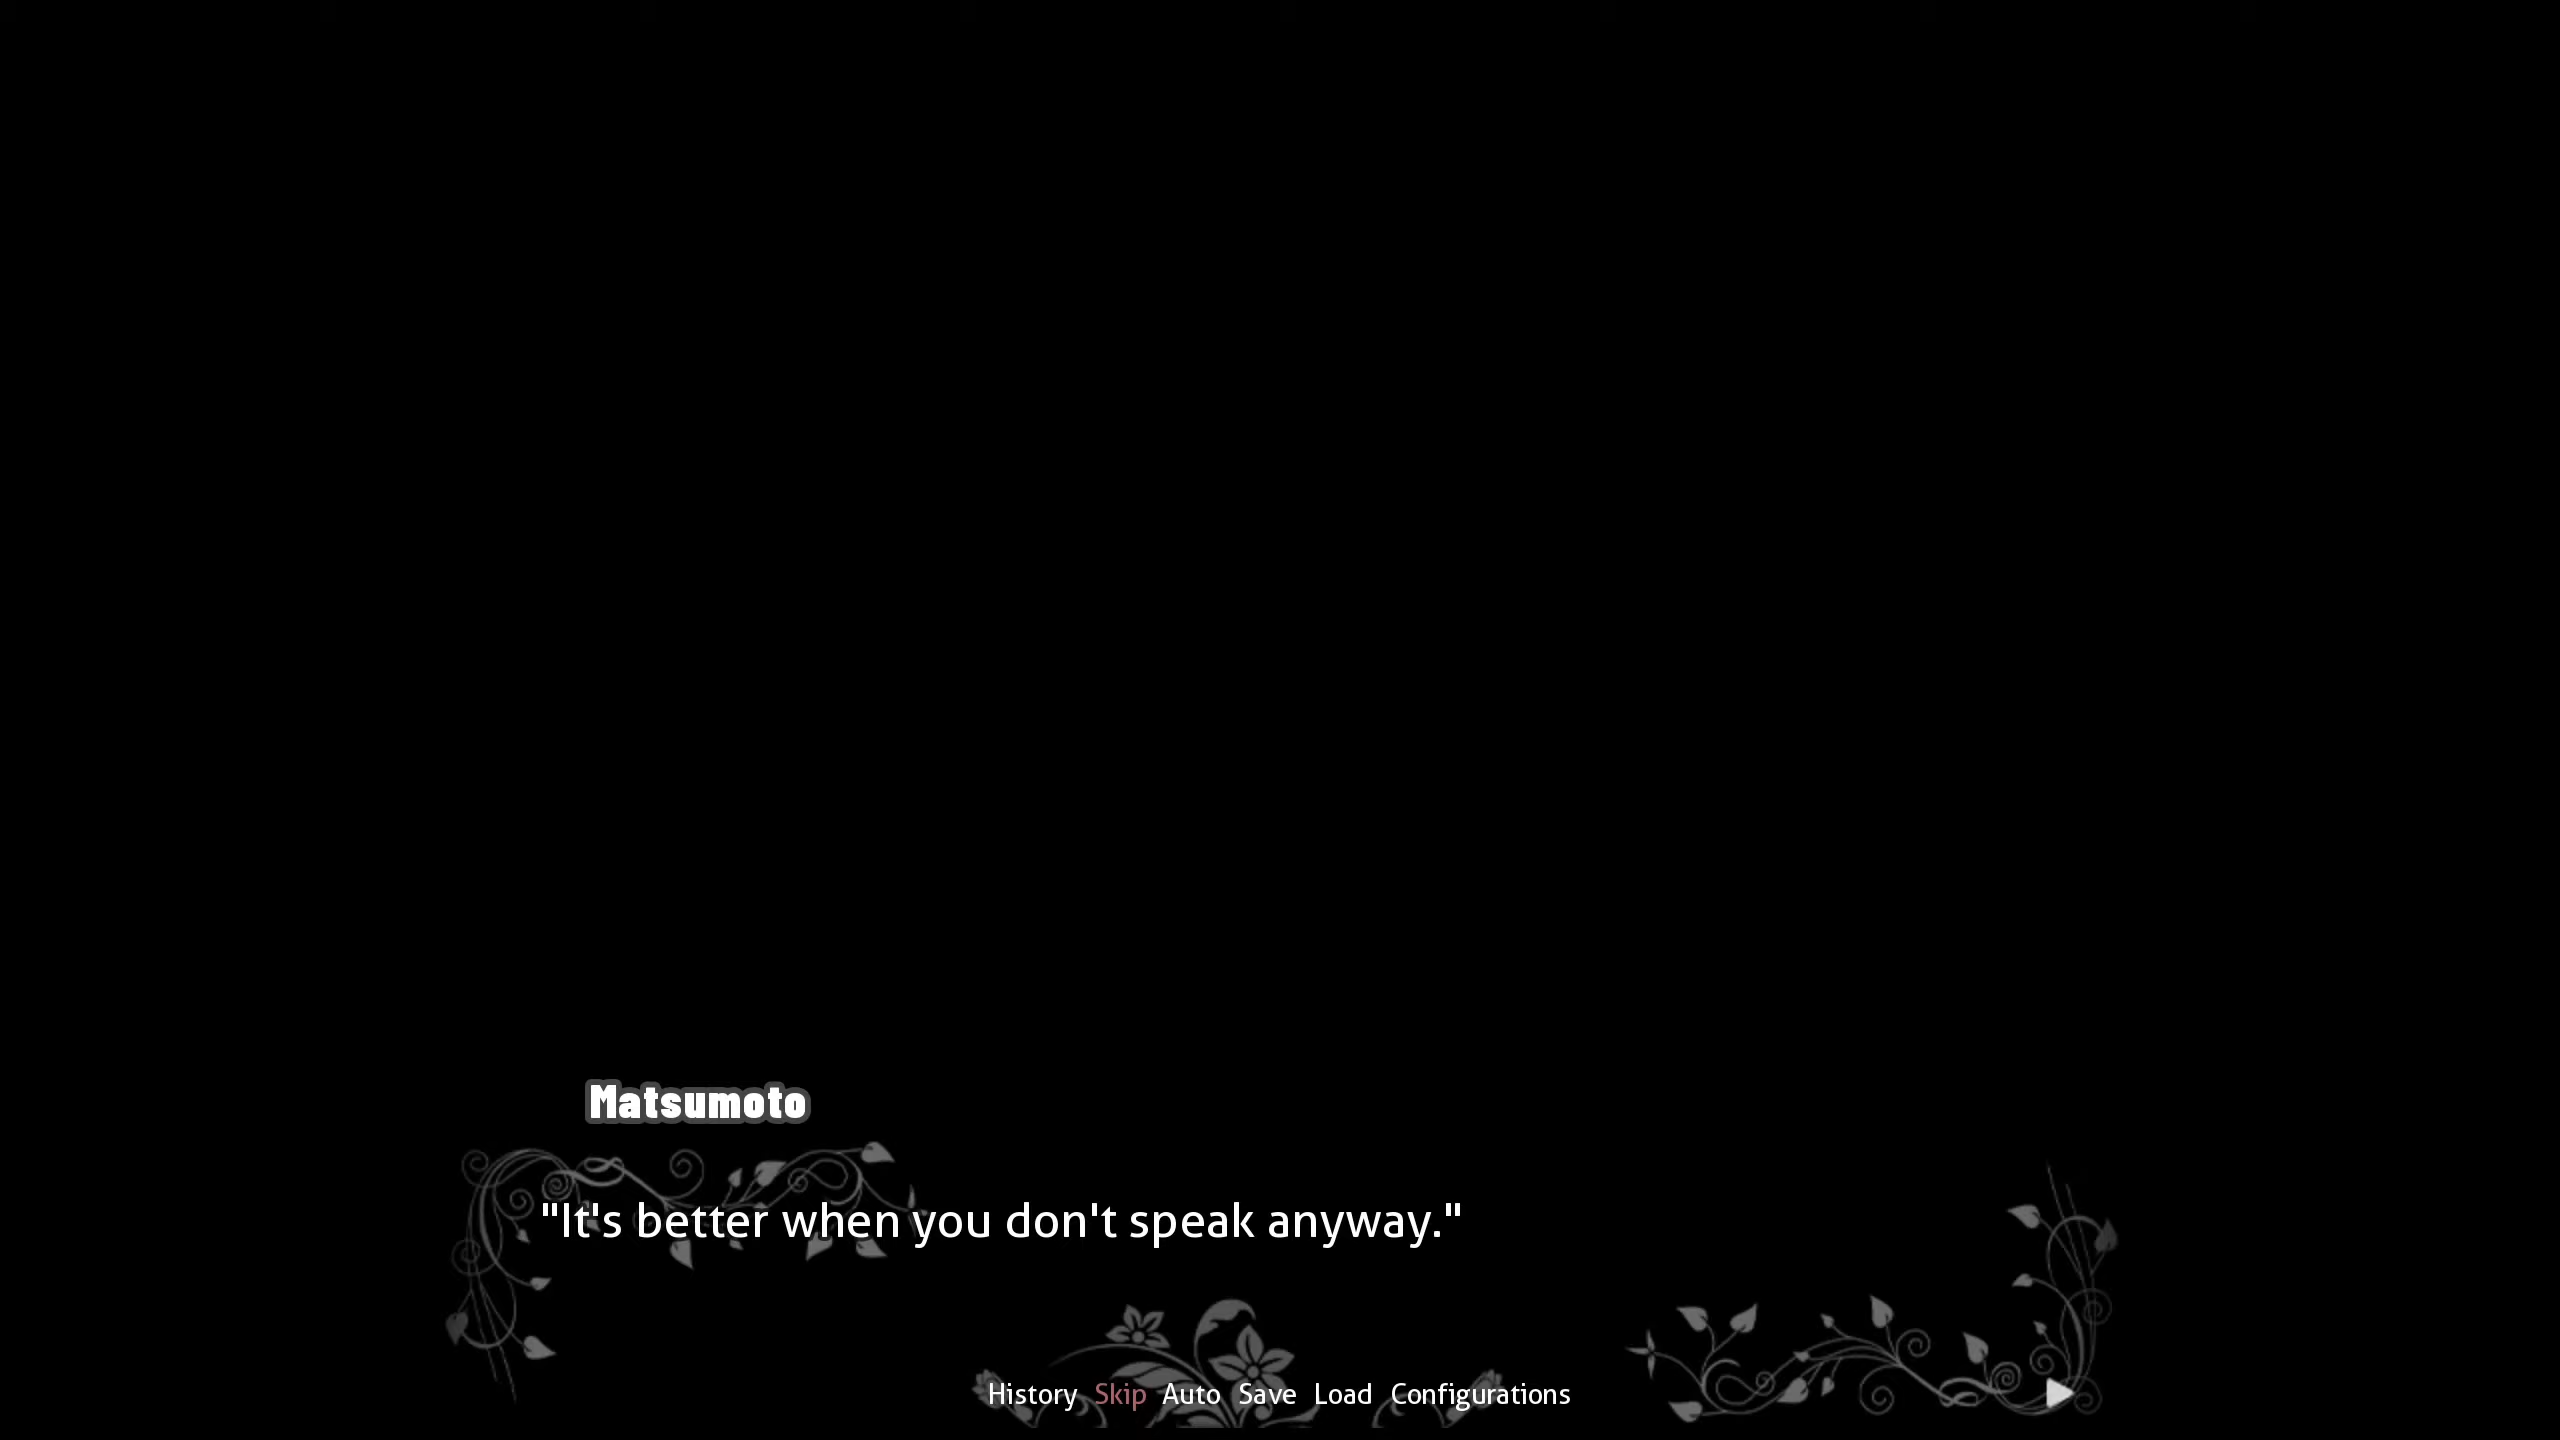 Matsumoto
"It's better when you don't speak anyway."
History Skip Auto Save Load Configurations